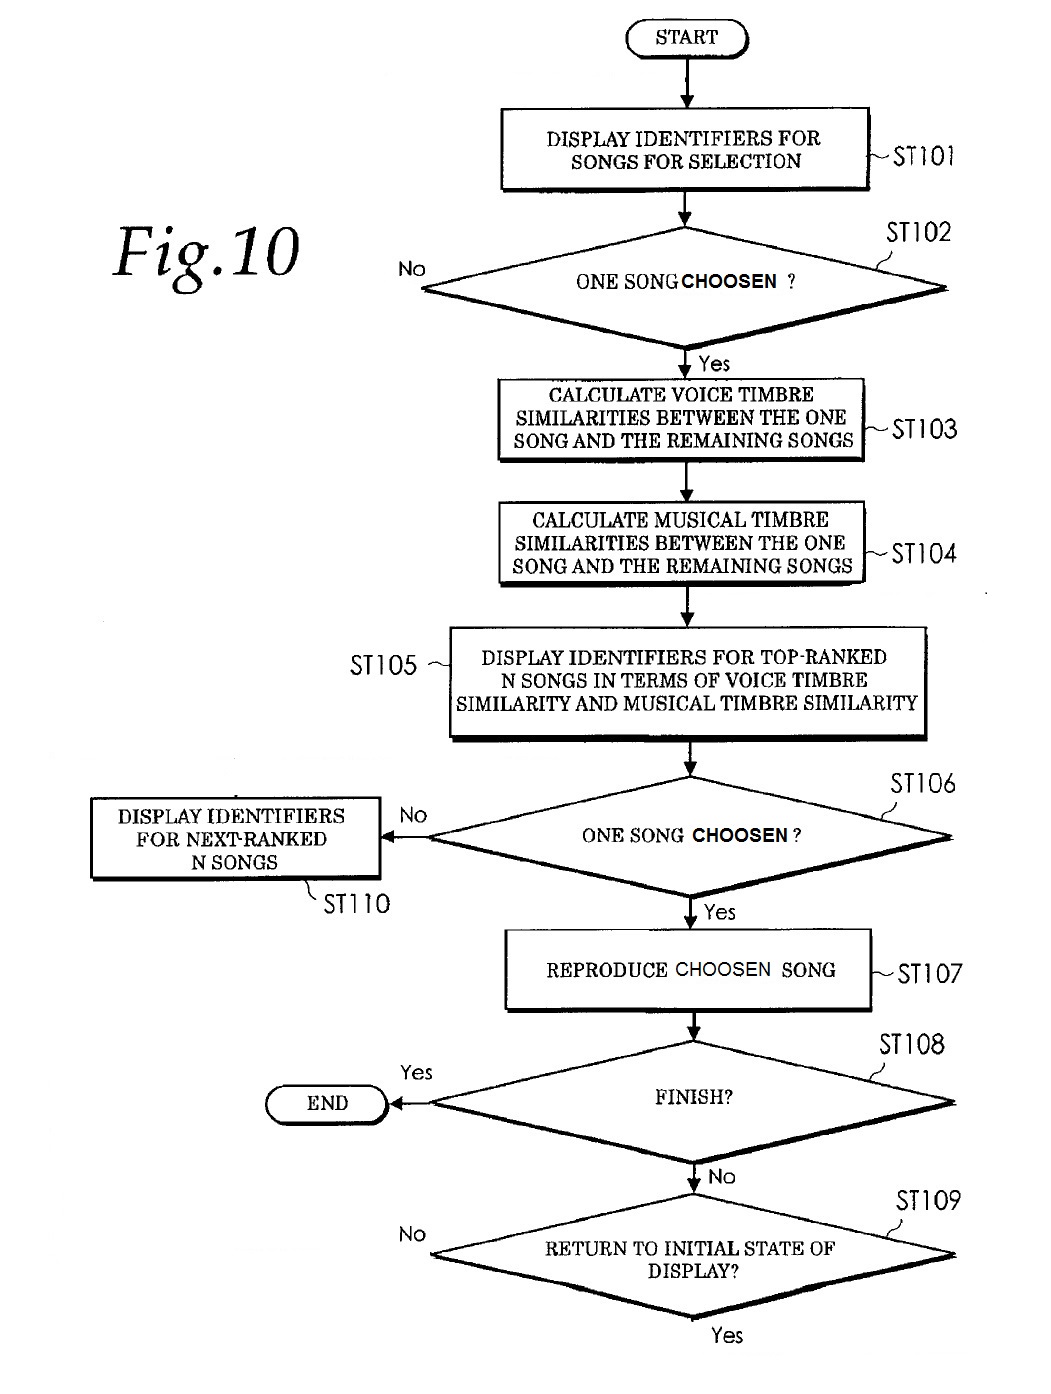 START
DISPLAY IDENTIFIERS FOR
SONGS FOR SELECTION
ST101
Fig.10
ST102
No
ONE SONG CHOOSEN ?
Yes
CALCULATE VOICE TIMBRE
SIMILARITIES BETWEEN THE ONE
SONG AND THE REMAINING SONGS
ST103
CALCULATE MUSICAL TIMBRE
SIMILARITIES BETWEEN THE ONE
SONG AND THE REMAINING SONGS
ST104
ST105
DISPLAY IDENTIFIERS FOR TOP-RANKED
N SONGS IN TERMS OF VOICE TIMBRE
SIMILARITY AND MUSICAL TIMBRE SIMILARITY
ST106
No
ONE SONG CHOOSEN ?
DISPLAY IDENTIFIERS
FOR NEXT-RANKED
N SONGS
ST110
Yes
REPRODUCE CHOOSEN SONG
ST107
ST108
Yes
FINISH?
END
No
ST109
No
RETURN TO INITIAL STATE OF
DISPLAY?
Yes